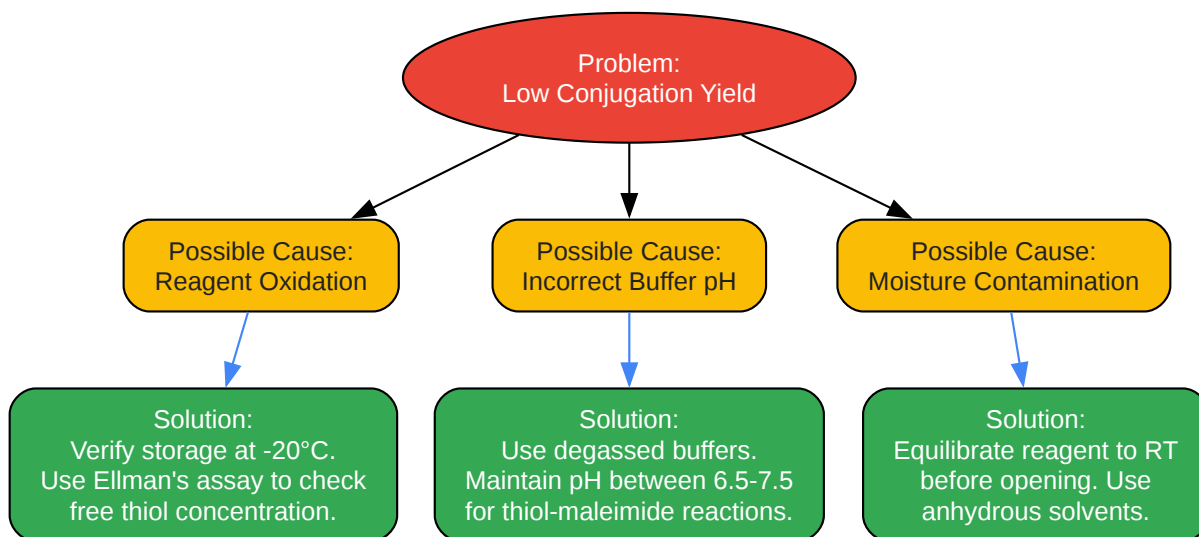 Problem:
Low Conjugation Yield
Possible Cause:
Reagent Oxidation
Possible Cause:
Incorrect Buffer pH
Possible Cause:
Moisture Contamination
Solution:
Verify storage at -20°C.
Use Ellman's assay to check
free thiol concentration.
Solution:
Use degassed buffers.
Maintain pH between 6.5-7.5
for thiol-maleimide reactions.
Solution:
Equilibrate reagent to RT
before opening. Use
anhydrous solvents.